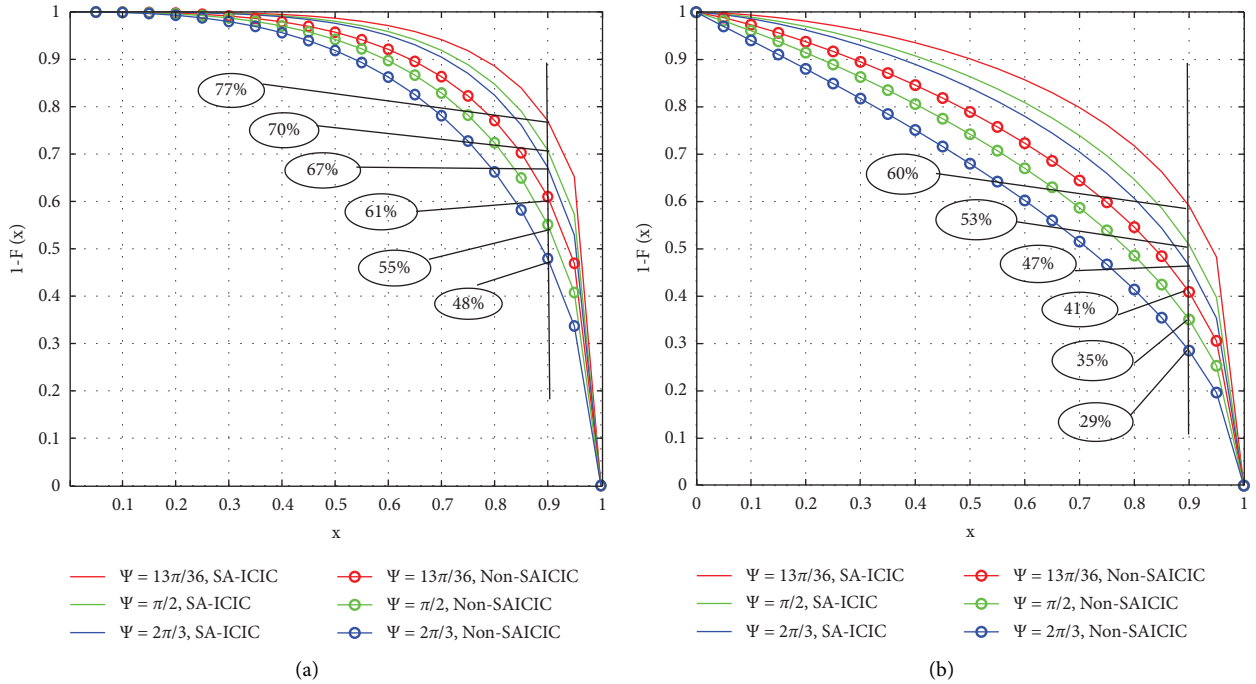 1
0.9
0.8
0.7
0.6
0.5
0.4
0.3
0.2
0.1
0
1-F (x)
77%
70%
67%
61%
55%
48%
0.1 0.2 0.3 0.4 0.5 0.6 0.7 0.8 0.9 1
x
Ψ = 13π/36, SA-ICIC
Ψ = π/2, SA-ICIC
Ψ = 2π/3, SA-ICIC
Ψ = 13π/36, Non-SAICIC
Ψ = π/2, Non-SAICIC
Ψ = 2π/3, Non-SAICIC
(a)
1
0.9
0.8
0.7
0.6
0.5
0.4
0.3
0.2
0.1
0
1-F (x)
60%
53%
47%
41%
35%
29%
0 0.1 0.2 0.3 0.4 0.5 0.6 0.7 0.8 0.9 1
x
Ψ = 13π/36, SA-ICIC
Ψ = π/2, SA-ICIC
Ψ = 2π/3, SA-ICIC
Ψ = 13π/36, Non-SAICIC
Ψ = π/2, Non-SAICIC
Ψ = 2π/3, Non-SAICIC
(b)